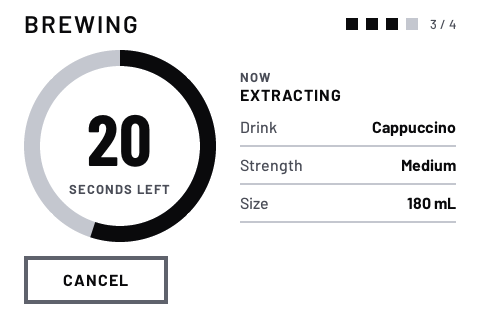 BREWING
3 / 4
20
SECONDS LEFT
NOW
EXTRACTING
Drink Cappuccino
Strength Medium
Size 180 mL
CANCEL